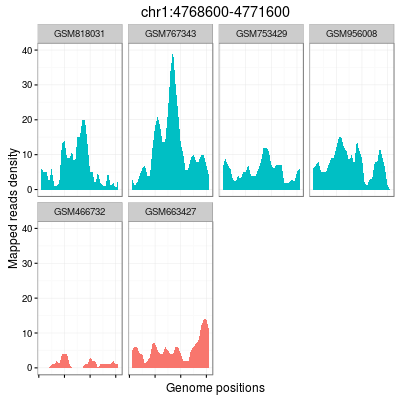 chr1:4768600-4771600
GSM818031 GSM767343 GSM753429 GSM956008
40
30
20
10
0
Mapped reads density
GSM466732 GSM663427
40
30
20
10
0
Genome positions